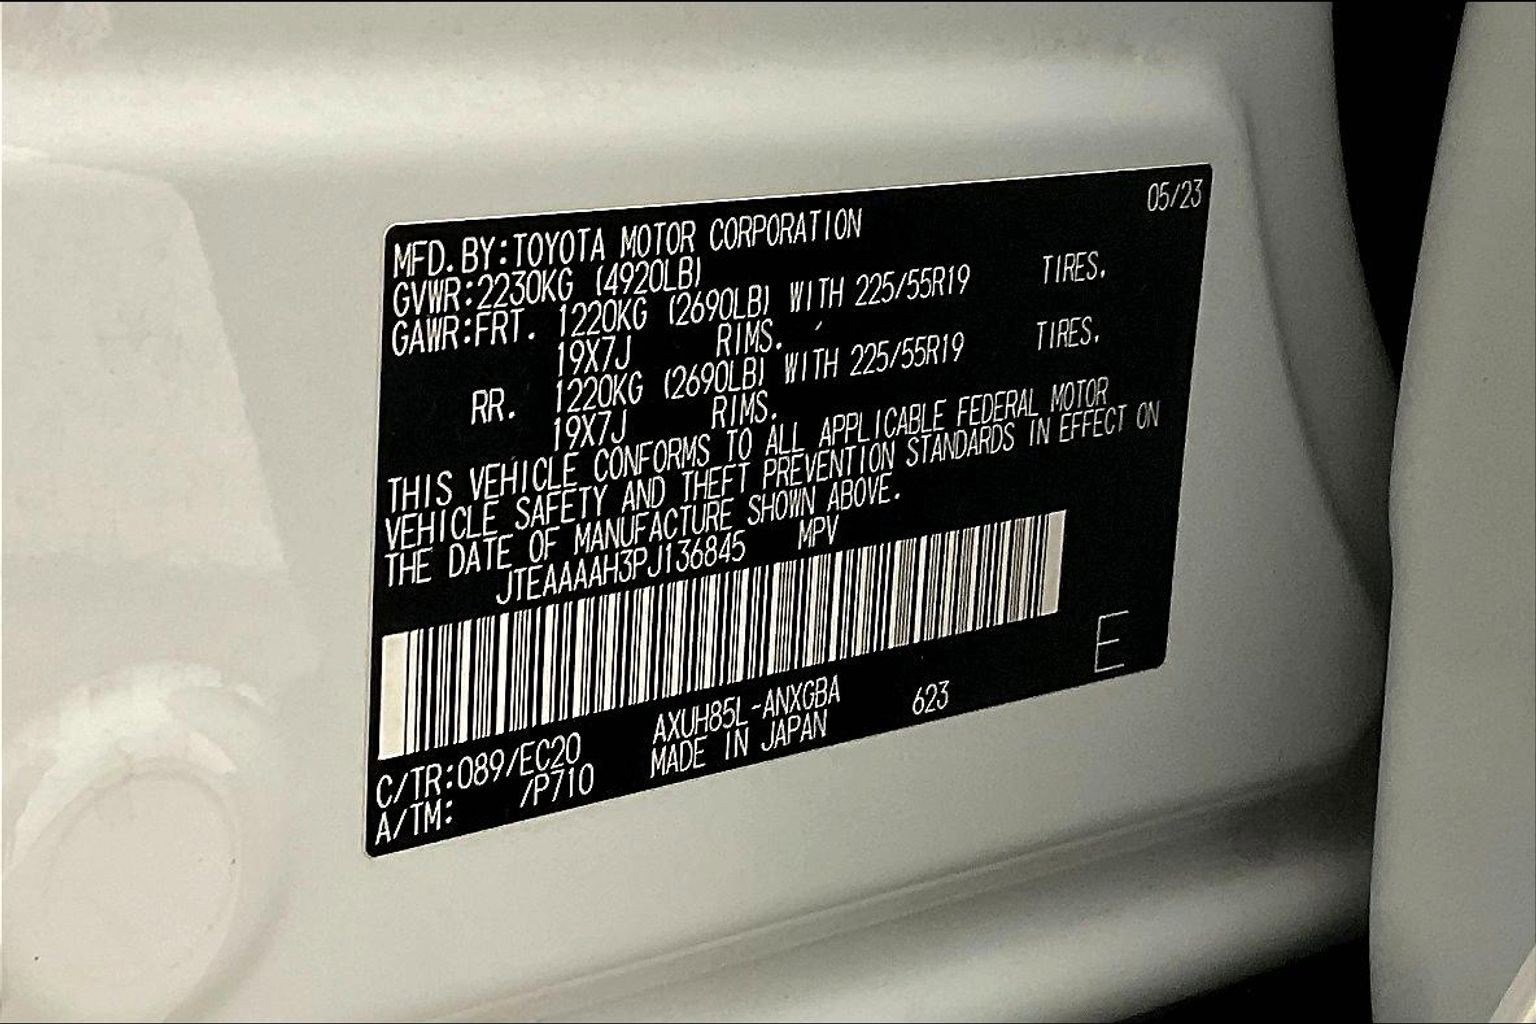 05/23
MFD. BY:TOYOTA MOTOR CORPORATION
GVWR:2230KG (4920LB)
GAWR:FRT. 1220KG (2690LB) WITH 225/55R19 TIRES.
19X7J RIMS.
RR. 1220KG (2690LB) WITH 225/55R19 TIRES.
19X7J RIMS.
THIS VEHICLE CONFORMS TO ALL APPLICABLE FEDERAL MOTOR
VEHICLE SAFETY AND THEFT PREVENTION STANDARDS IN EFFECT ON
THE DATE OF MANUFACTURE SHOWN ABOVE.
JTEAAAAH3PJ136845 MPV
E
C/TR:089/EC20 AXUH85L-ANXGBA 623
A/TM: /P710 MADE IN JAPAN